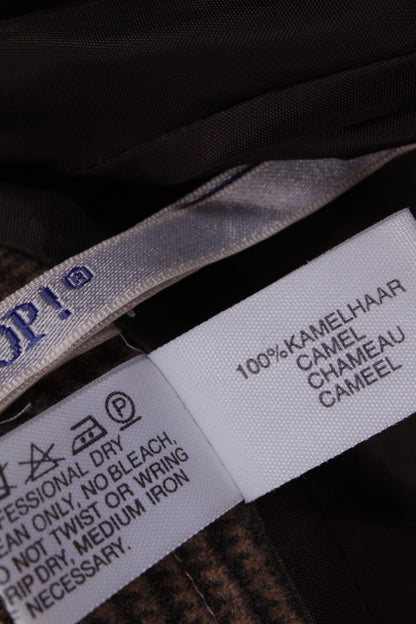 OP!®
100%KAMELHAAR
CAMEL
CHAMEAU
CAMEEL
P
FESSIONAL DRY
EAN ONLY, NO BLEACH,
O NOT TWIST OR WRING
RIP DRY, MEDIUM IRON
NECESSARY.